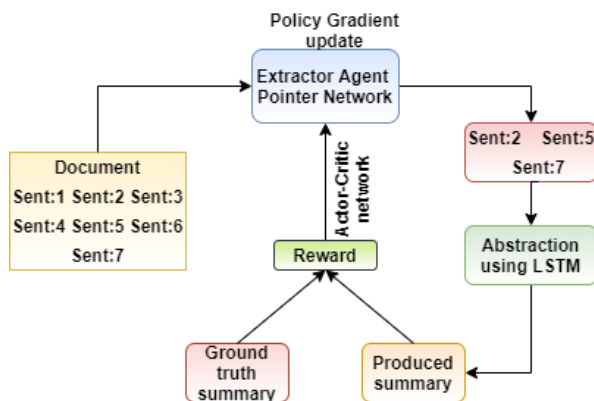 Policy Gradient
update
Extractor Agent
Pointer Network
Document
Sent:1 Sent:2 Sent:3
Sent:4 Sent:5 Sent:6
Sent:7
Sent:2 Sent:5
Sent:7
Actor-Critic
network
Reward
Abstraction
using LSTM
Ground
truth
summary
Produced
summary